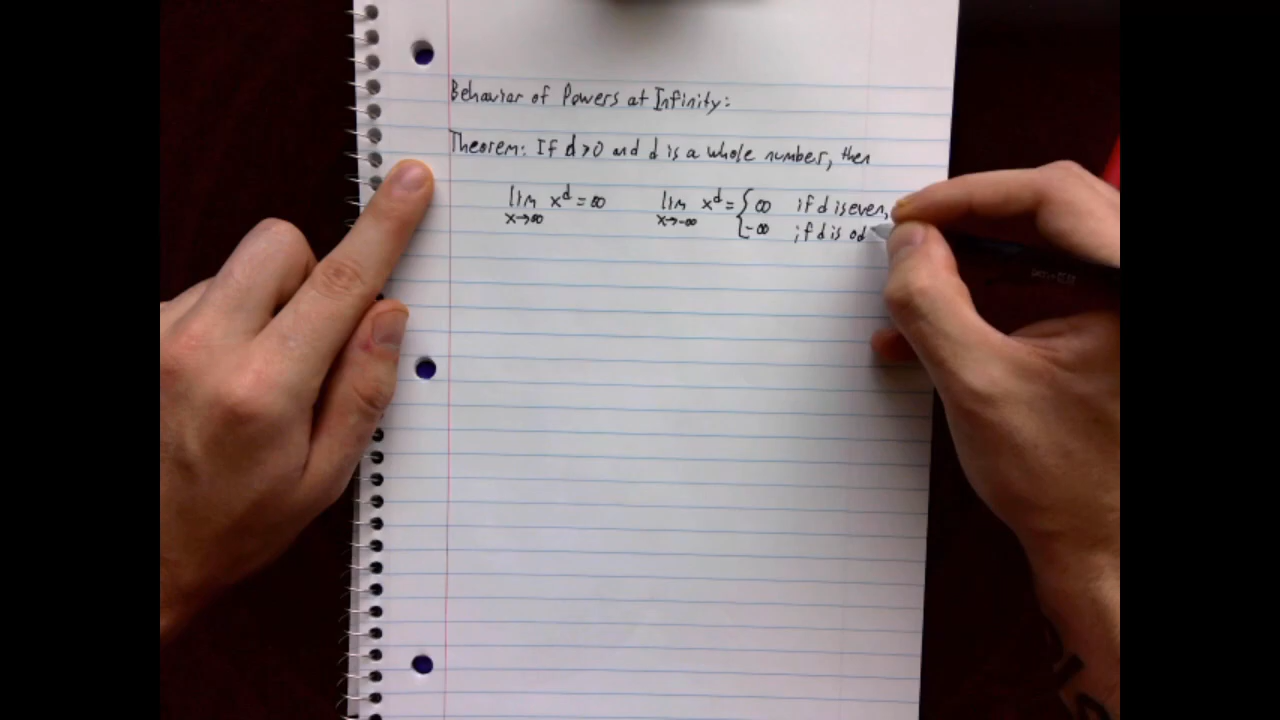 Behavior of Powers at Infinity:
Theorem: If d>0 and d is a whole number, then
lim x→∞ x^d = ∞ lim x→-∞ x^d = { ∞ if d is even,
-∞ if d is od